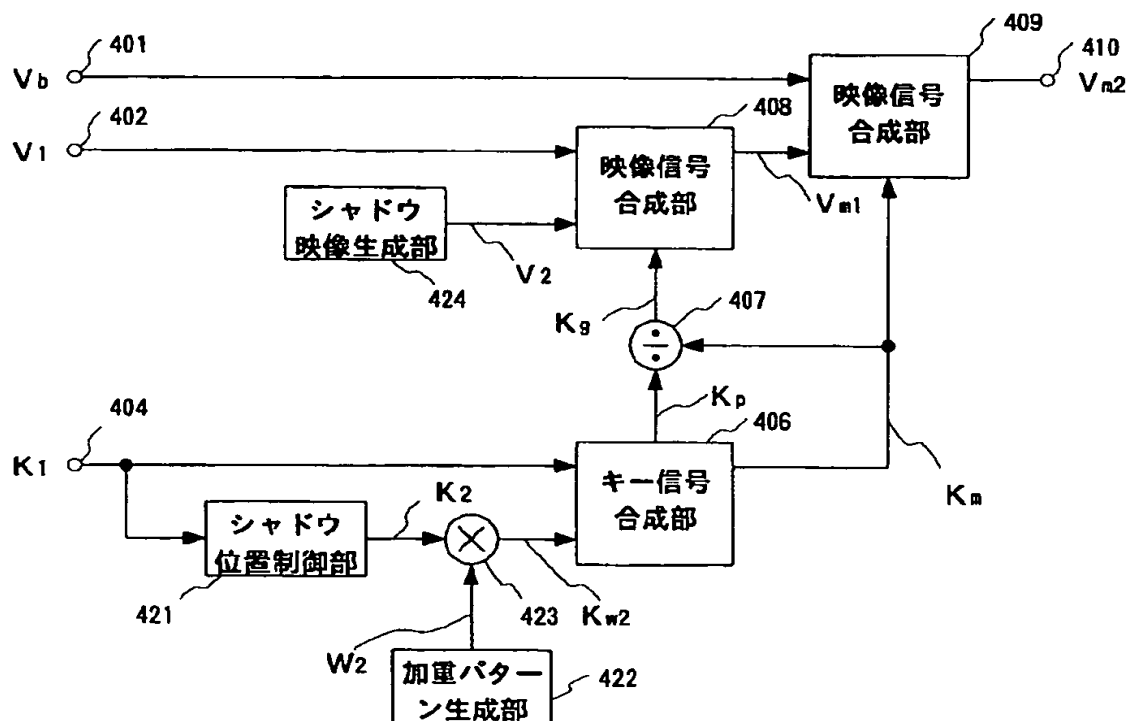 409
401
410
Vb
Vm2
映像信号
合成部
402
408
V1
映像信号
合成部
Vm1
シャドウ
映像生成部
V2
424
Kg
407
÷
Kp
404
406
K1
キー信号
合成部
Km
K2
シャドウ
位置制御部
×
421
423
Kw2
W2
加重パター
ン生成部
422